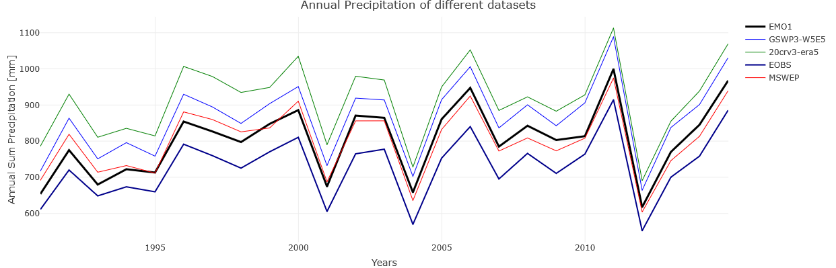 Annual Precipitation of different datasets
Annual Sum Precpitation [mm]
1100
1000
900
800
700
600
1995
2000
2005
2010
Years
EMO1
GSWP3-W5E5
20crv3-era5
EOBS
MSWEP